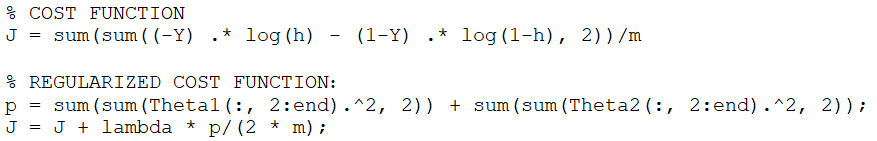 % COST FUNCTION
J = sum(sum((-Y) .* log(h) - (1-Y) .* log(1-h), 2))/m
% REGULARIZED COST FUNCTION:
p = sum(sum(Theta1(:, 2:end).^2, 2)) + sum(sum(Theta2(:, 2:end).^2, 2));
J = J + lambda * p/(2 * m);